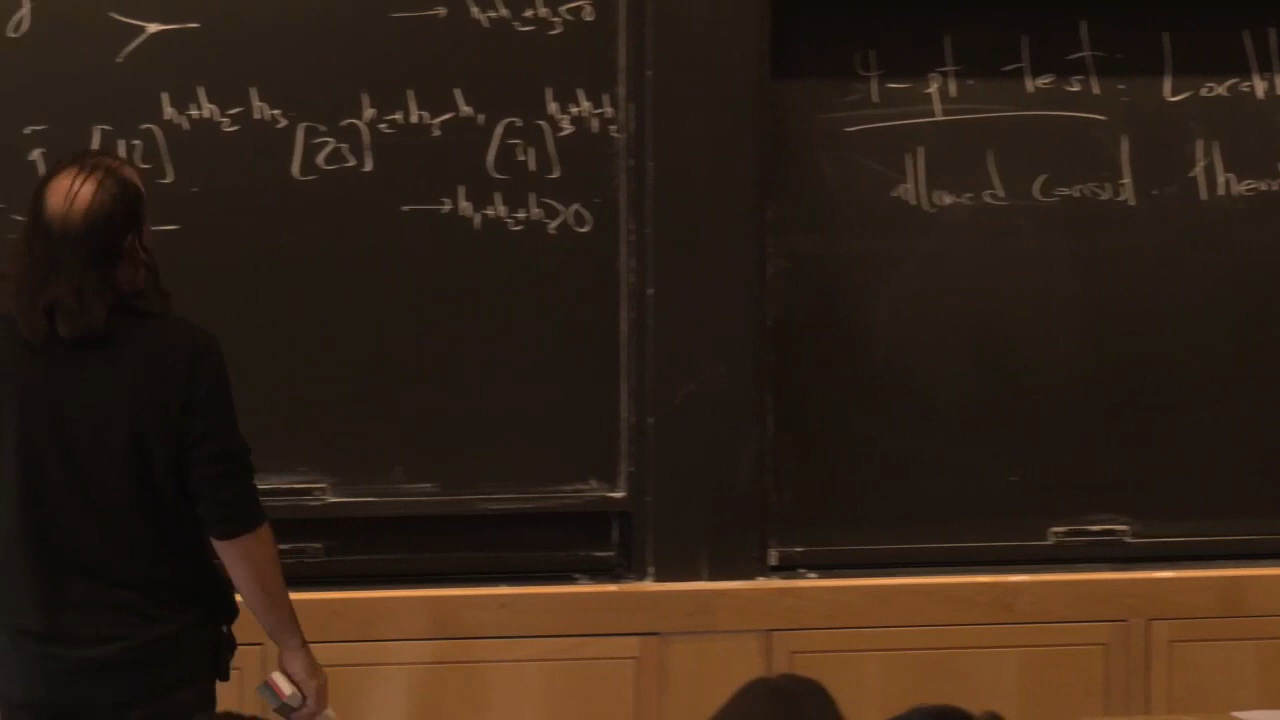 → h₁+h₂+h₃<0
[12]^{h₁+h₂-h₃} [23]^{h₂+h₃-h₁} [31]^{h₃+h₁-h₂}
→ h₁+h₂+h₃>0
4-pt test: Locali
allowed consist. theo